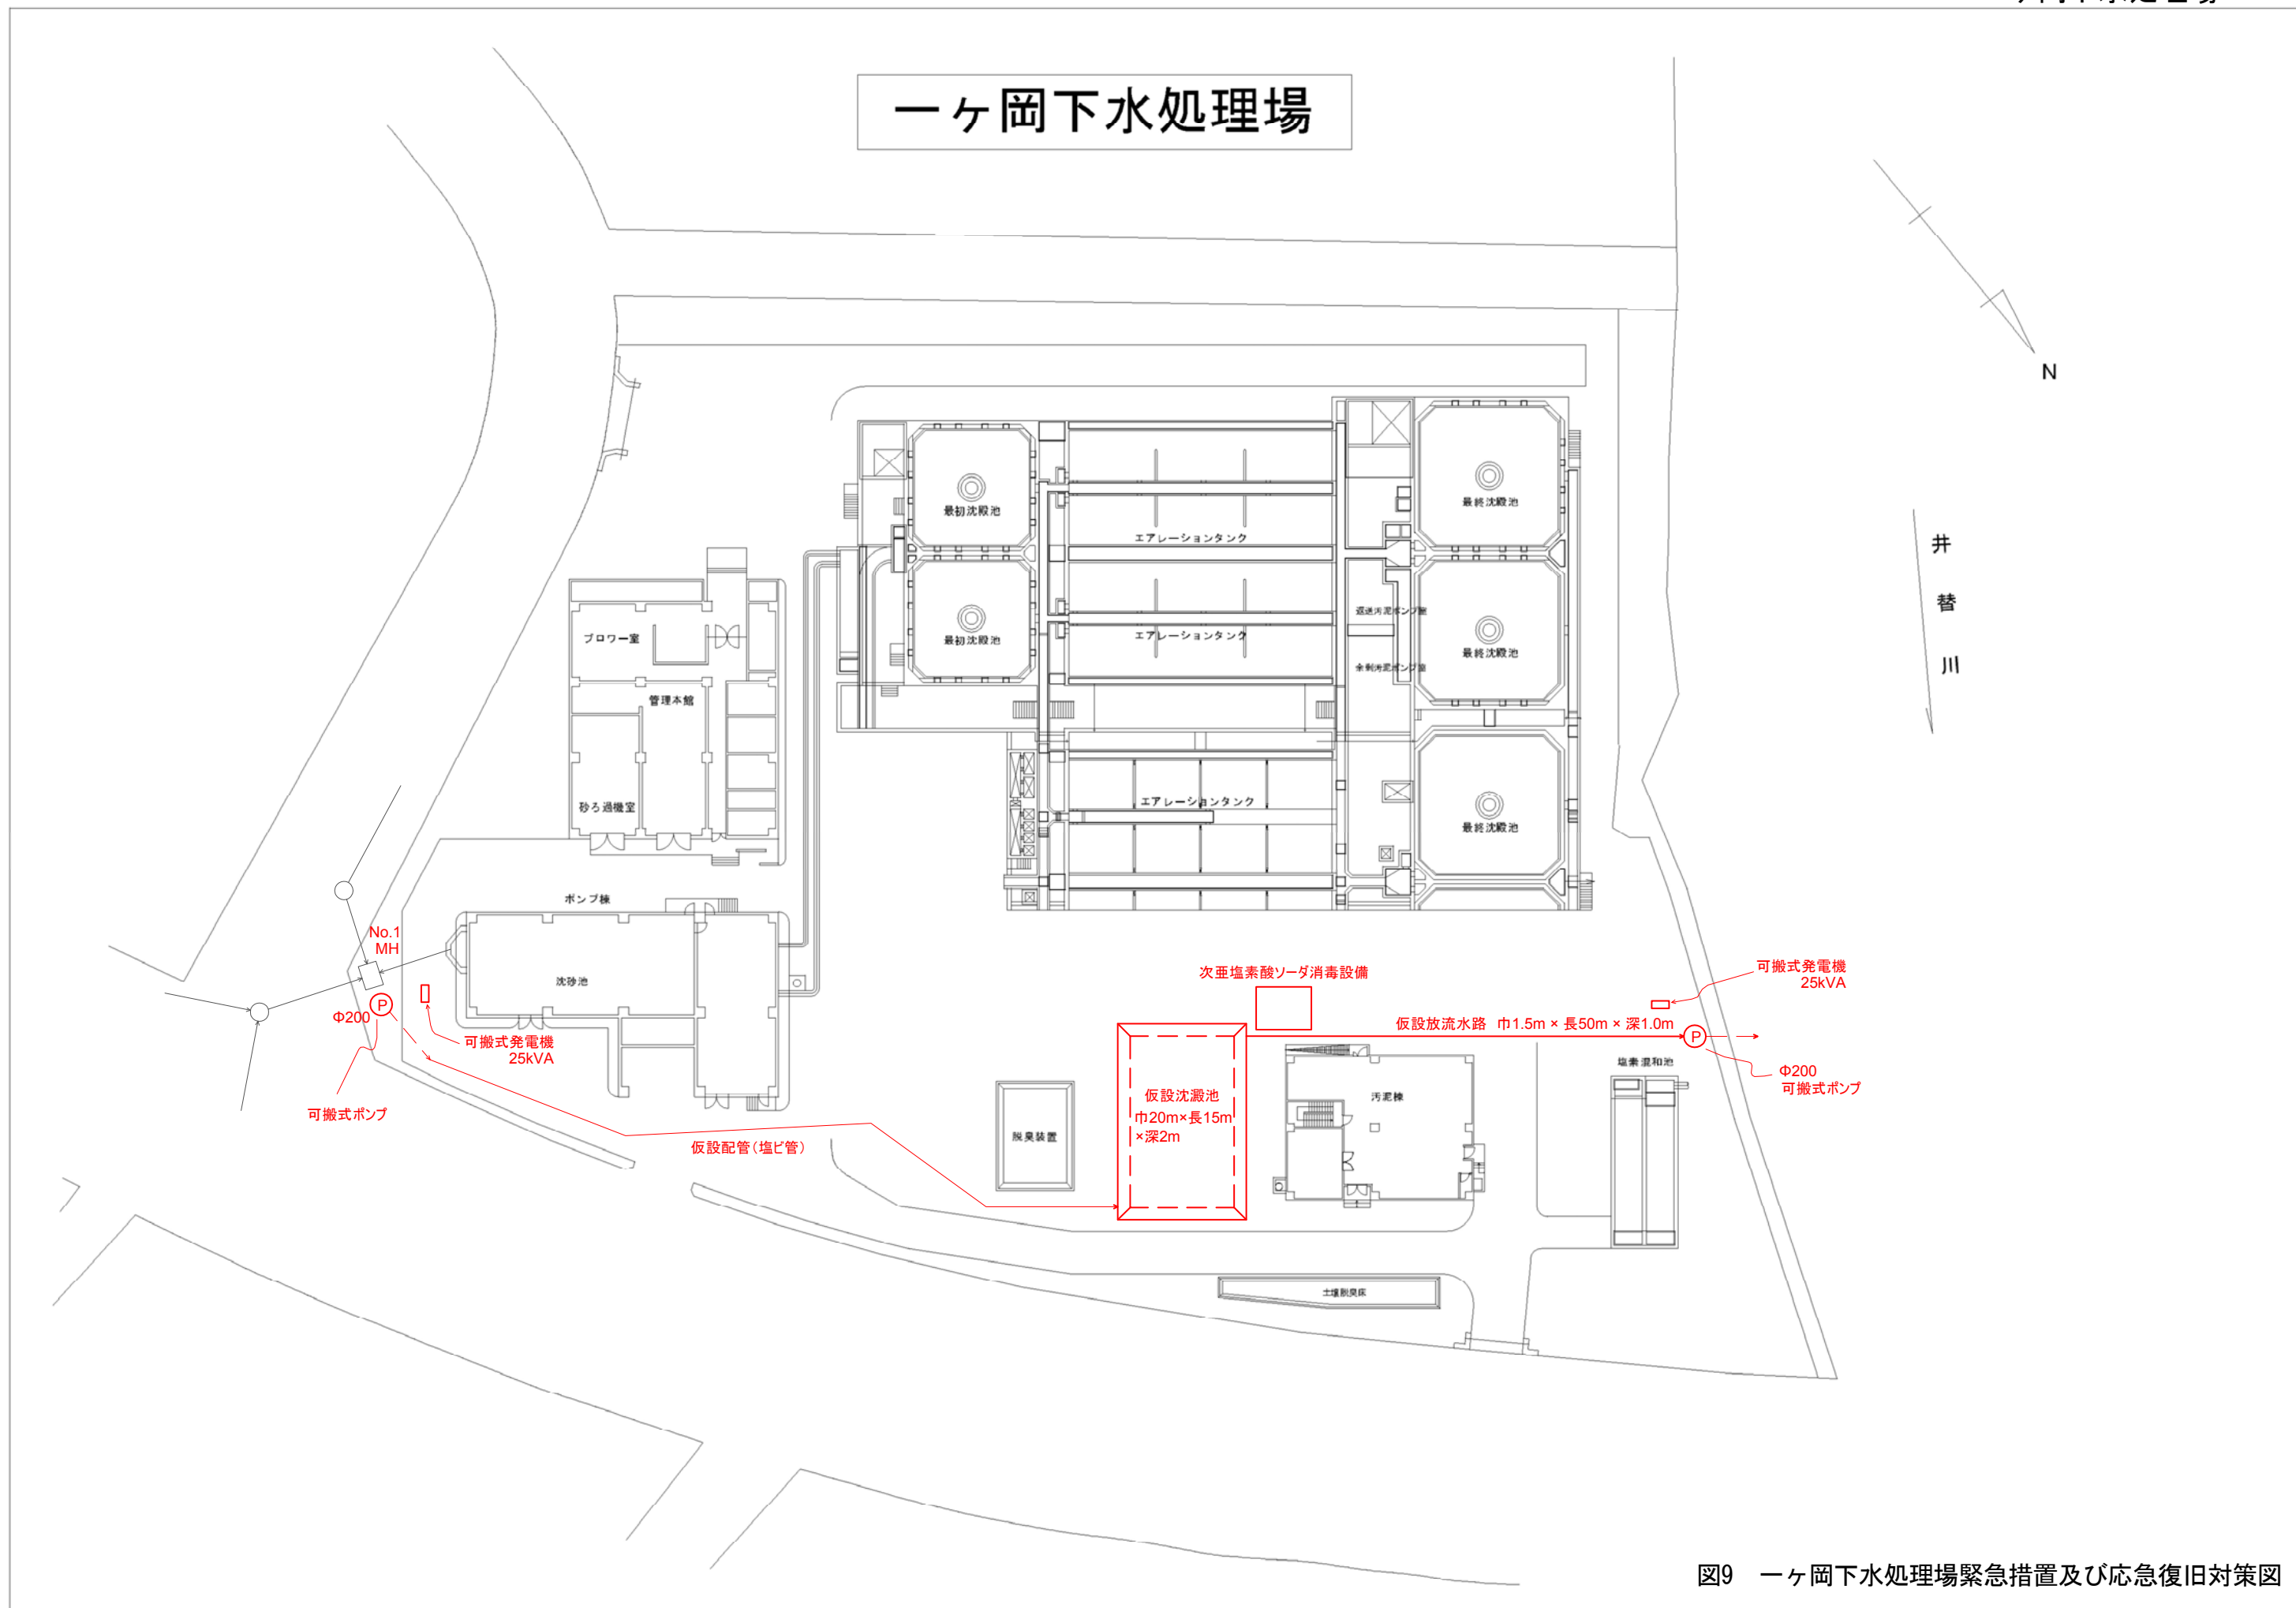 一ヶ岡下水処理場
N
井
替
川
最初沈殿池
最終沈殿池
エアレーションタンク
最初沈殿池
エアレーションタンク
返送汚泥ポンプ室
余剰汚泥ポンプ室
最終沈殿池
ブロワー室
管理本館
砂ろ過機室
エアレーションタンク
最終沈殿池
ポンプ棟
No.1
MH
沈砂池
Φ200
可搬式発電機
25kVA
可搬式ポンプ
P
仮設配管(塩ビ管)
次亜塩素酸ソーダ消毒設備
可搬式発電機
25kVA
仮設放流水路 巾1.5m × 長50m × 深1.0m
P
塩素混和池
Φ200
可搬式ポンプ
脱臭装置
仮設沈澱池
巾20m×長15m
×深2m
汚泥棟
土壌脱臭床
図9 一ヶ岡下水処理場緊急措置及び応急復旧対策図